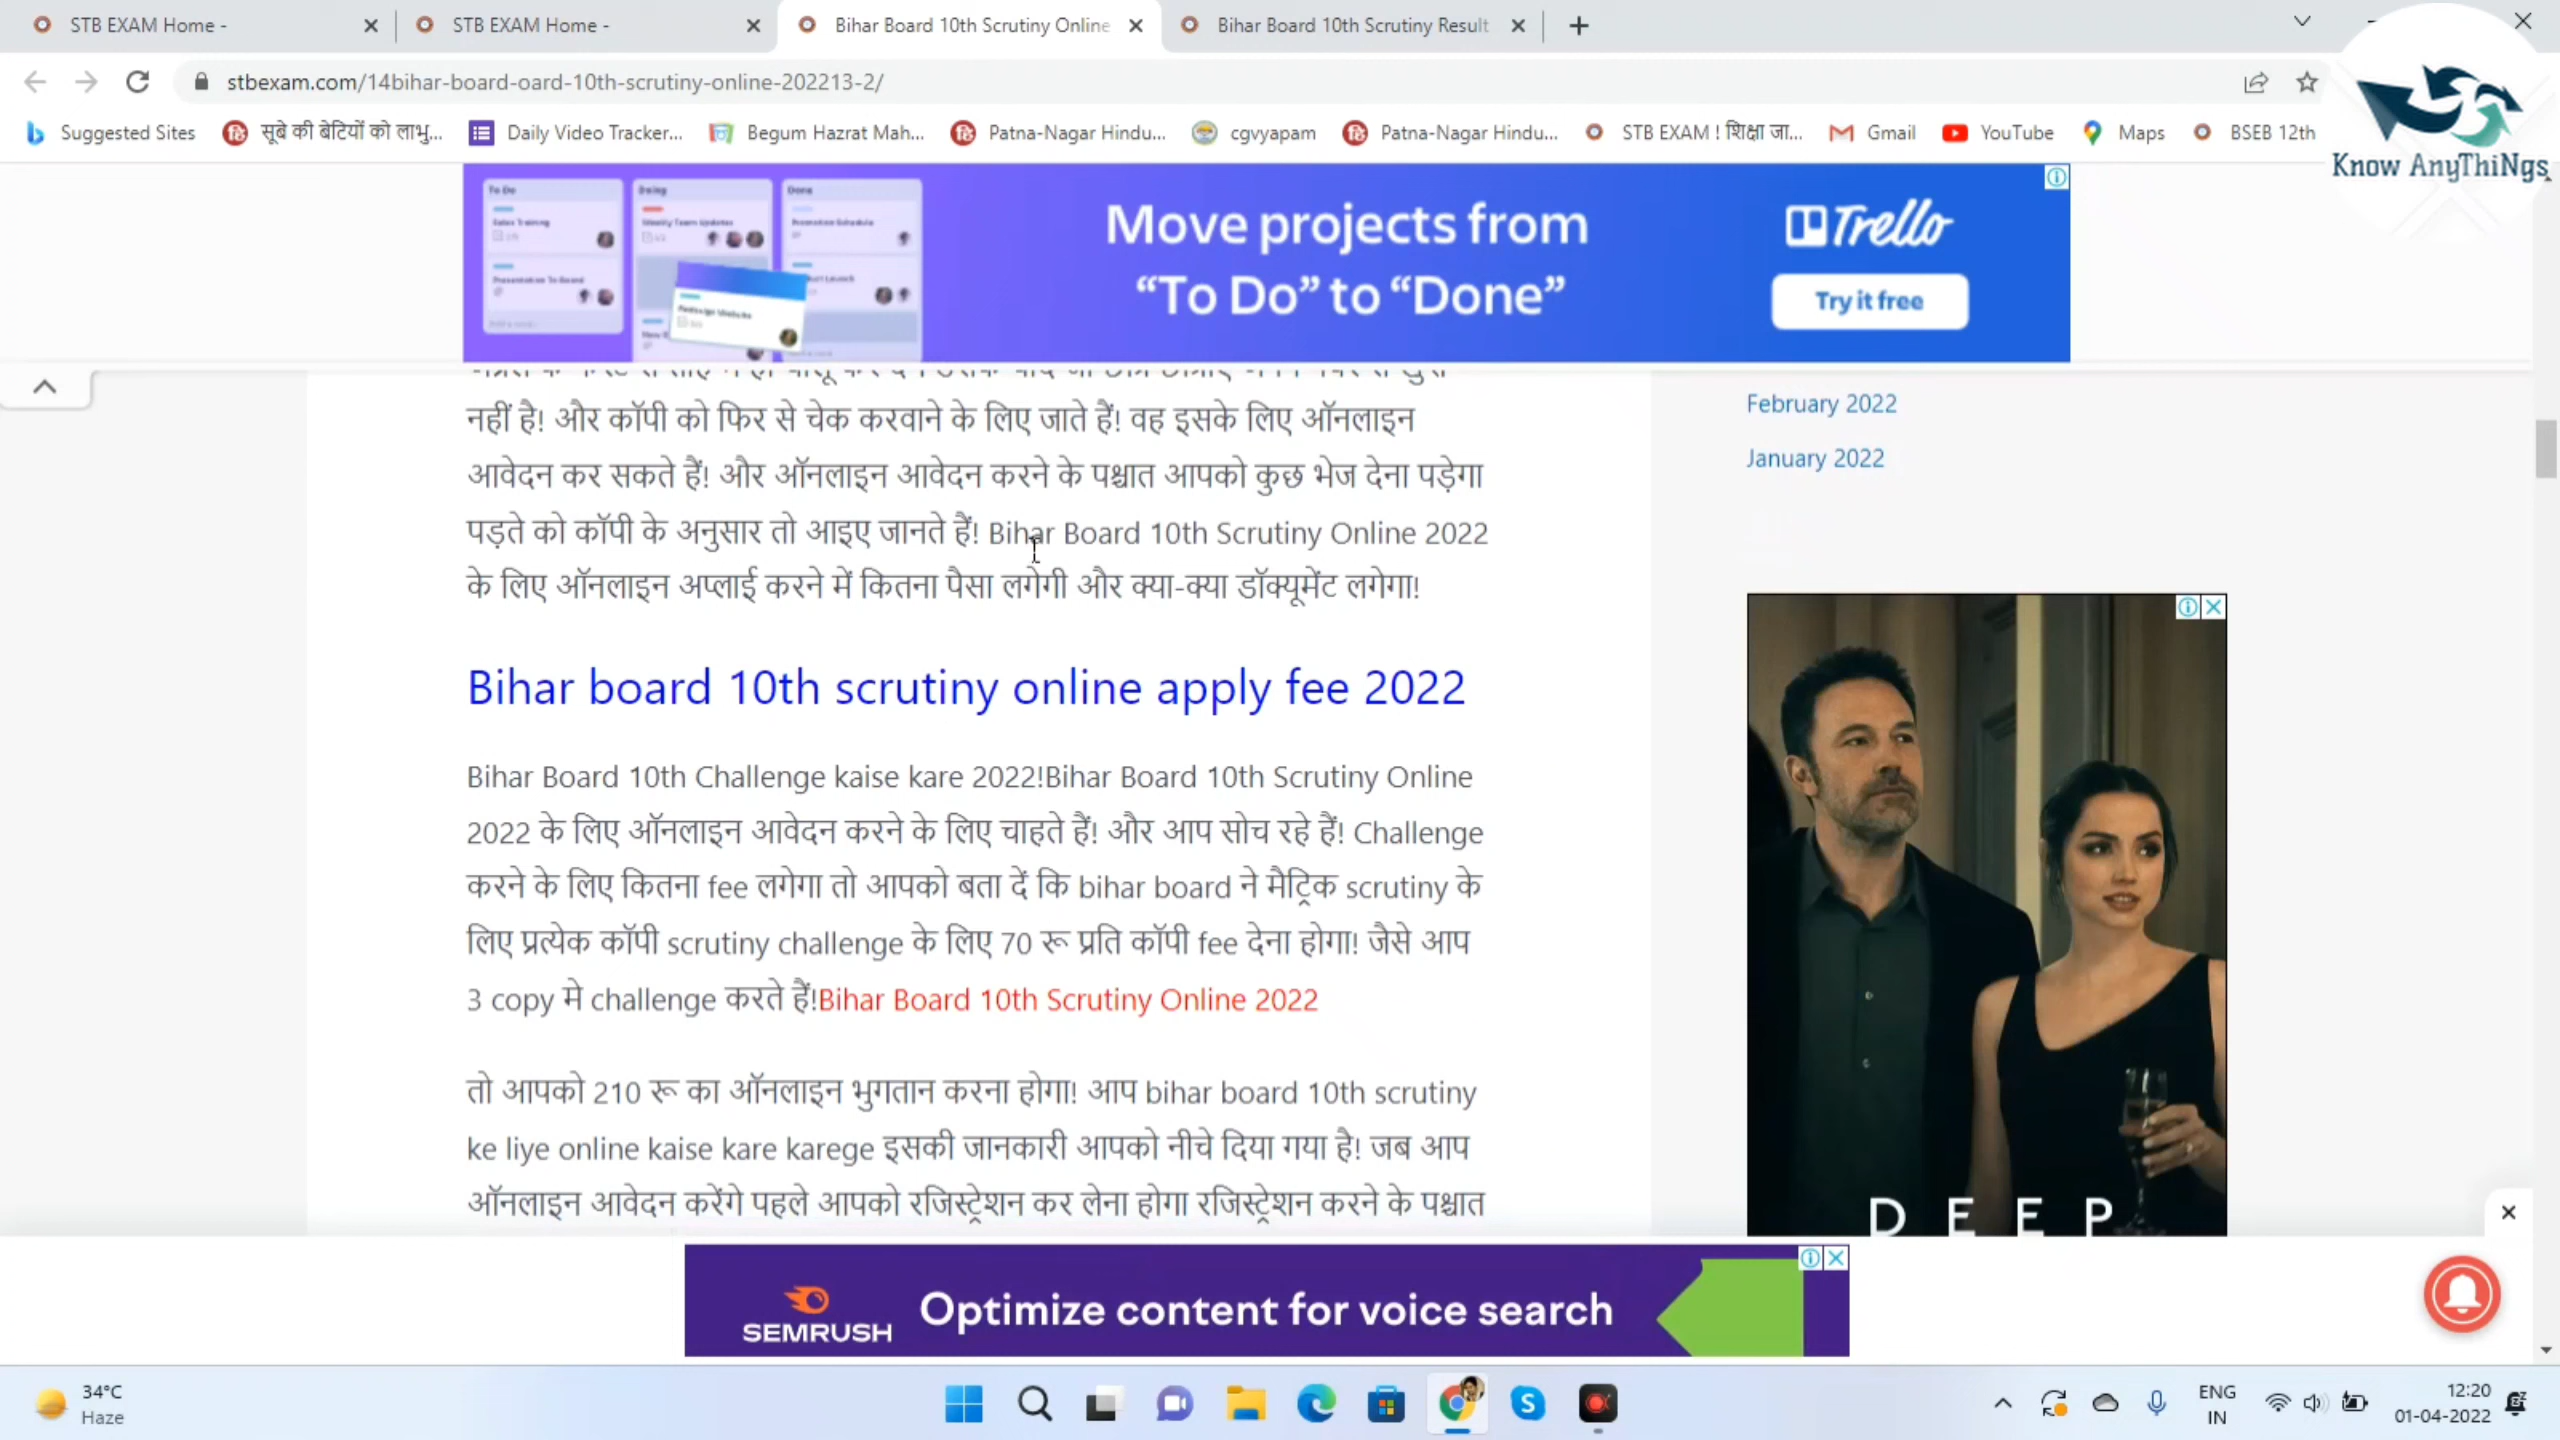 STB EXAM Home -
STB EXAM Home -
Bihar Board 10th Scrutiny Online
Bihar Board 10th Scrutiny Result
stbexam.com/14bihar-board-oard-10th-scrutiny-online-202213-2/
Suggested Sites
सूबे की बेटियों को लाभु...
Daily Video Tracker...
Begum Hazrat Mah...
Patna-Nagar Hindu...
cgvyapam
Patna-Nagar Hindu...
STB EXAM ! शिक्षा जा...
Gmail
YouTube
Maps
BSEB 12th
Know AnyThiNgs
To Do
Doing
Done
Sales Training
Weekly Team Updates
Move projects from
“To Do” to “Done”
Trello
Try it free
नहीं है! और कॉपी को फिर से चेक करवाने के लिए जाते हैं! वह इसके लिए ऑनलाइन
आवेदन कर सकते हैं! और ऑनलाइन आवेदन करने के पश्चात आपको कुछ भेज देना पड़ेगा
पड़ते को कॉपी के अनुसार तो आइए जानते हैं! Bihar Board 10th Scrutiny Online 2022
के लिए ऑनलाइन अप्लाई करने में कितना पैसा लगेगी और क्या-क्या डॉक्यूमेंट लगेगा!
Bihar board 10th scrutiny online apply fee 2022
Bihar Board 10th Challenge kaise kare 2022!Bihar Board 10th Scrutiny Online
2022 के लिए ऑनलाइन आवेदन करने के लिए चाहते हैं! और आप सोच रहे हैं! Challenge
करने के लिए कितना fee लगेगा तो आपको बता दें कि bihar board ने मैट्रिक scrutiny के
लिए प्रत्येक कॉपी scrutiny challenge के लिए 70 रू प्रति कॉपी fee देना होगा! जैसे आप
3 copy मे challenge करते हैं!Bihar Board 10th Scrutiny Online 2022
तो आपको 210 रू का ऑनलाइन भुगतान करना होगा! आप bihar board 10th scrutiny
ke liye online kaise kare karege इसकी जानकारी आपको नीचे दिया गया है! जब आप
ऑनलाइन आवेदन करेंगे पहले आपको रजिस्ट्रेशन कर लेना होगा रजिस्ट्रेशन करने के पश्चात
February 2022
January 2022
DEEP
SEMRUSH
Optimize content for voice search
34°C
Haze
ENG
IN
12:20
01-04-2022